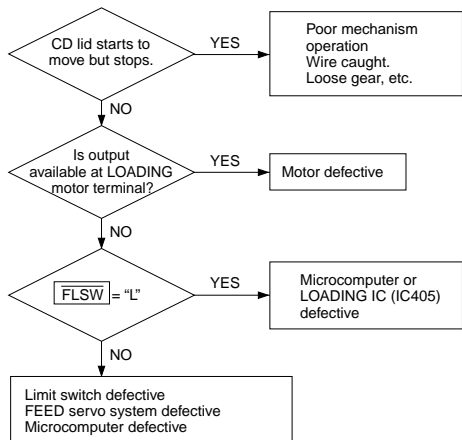 CD lid starts to
move but stops.
YES
Poor mechanism
operation
Wire caught.
Loose gear, etc.
NO
Is output
available at LOADING
motor terminal?
YES
Motor defective
NO
FLSW = “L”
YES
Microcomputer or
LOADING IC (IC405)
defective
NO
Limit switch defective
FEED servo system defective
Microcomputer defective